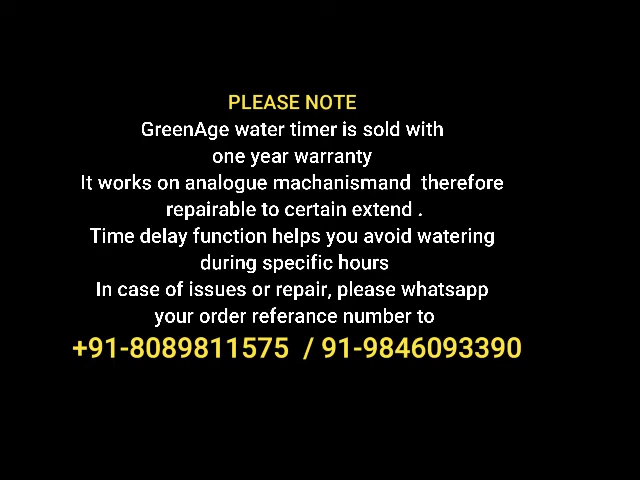 PLEASE NOTE
GreenAge water timer is sold with
one year warranty
It works on analogue machanismand  therefore
repairable to certain extend .
Time delay function helps you avoid watering
during specific hours
In case of issues or repair, please whatsapp
your order referance number to
+91-8089811575  / 91-9846093390